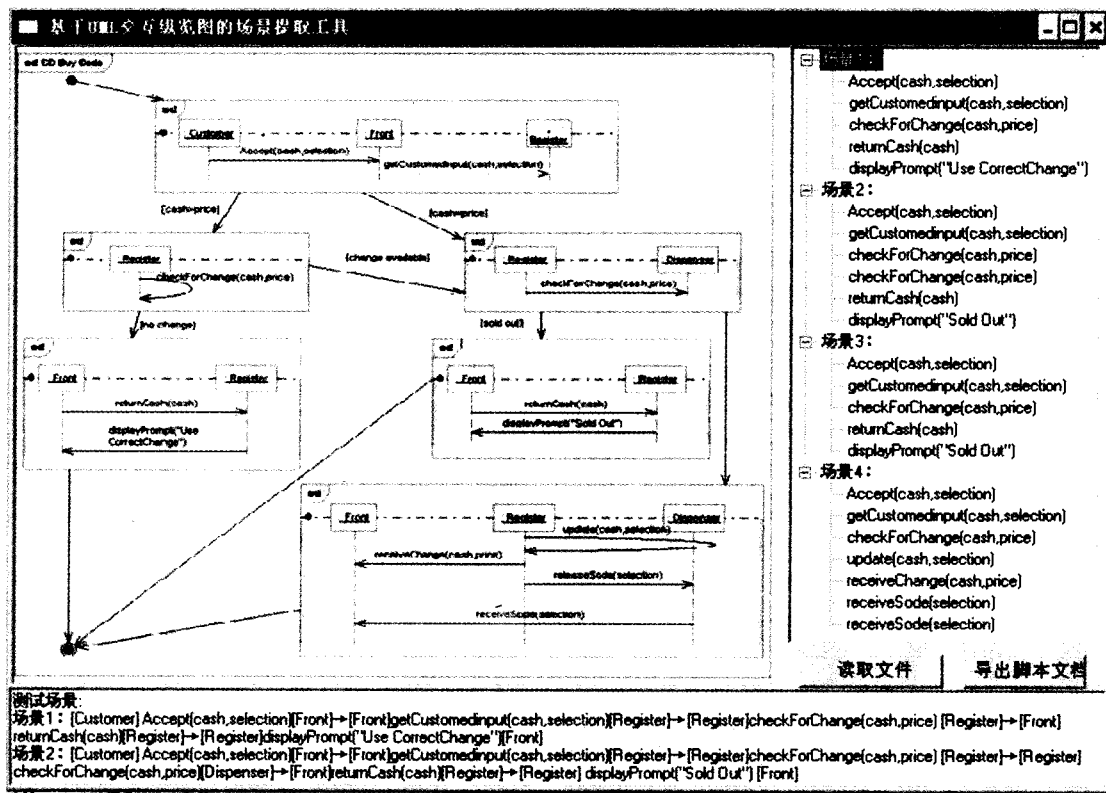 基于UML交互纵览图的场景提取工具
sd CD Buy Code
sd
Customer
Front
Register
Accept(cash,selection)
getCustomedInput(cash,selection)
[cash>price]
[cash=price]
sd
Register
checkForChange(cash,price)
[change available]
sd
Register
Dispenser
checkForChange(cash,price)
[no change]
[sold out]
sd
Front
Register
returnCash(cash)
displayPrompt("Use
CorrectChange")
sd
Front
Register
returnCash(cash)
displayPrompt("Sold Out")
sd
Front
Register
Dispenser
update(cash,selection)
receiveChange(cash,price)
releaseSode(selection)
receiveSode(selection)
Accept(cash,selection)
getCustomedinput(cash,selection)
checkForChange(cash,price)
returnCash(cash)
displayPrompt("Use CorrectChange")
场景2：
Accept(cash,selection)
getCustomedinput(cash,selection)
checkForChange(cash,price)
checkForChange(cash,price)
returnCash(cash)
displayPrompt("Sold Out")
场景3：
Accept(cash,selection)
getCustomedinput(cash,selection)
checkForChange(cash,price)
returnCash(cash)
displayPrompt("Sold Out")
场景4：
Accept(cash,selection)
getCustomedinput(cash,selection)
checkForChange(cash,price)
update(cash,selection)
receiveChange(cash,price)
receiveSode(selection)
receiveSode(selection)
读取文件
导出脚本文档
测试场景:
场景1：[Customer] Accept(cash,selection)[Front]→[Front]getCustomedinput(cash,selection)[Register]→[Register]checkForChange(cash,price) [Register]→[Front]
returnCash(cash)[Register]→[Register]displayPrompt("Use CorrectChange")[Front]
场景2：[Customer] Accept(cash,selection)[Front]→[Front]getCustomedinput(cash,selection)[Register]→[Register]checkForChange(cash,price) [Register]→[Register]
checkForChange(cash,price)[Dispenser]→[Front]returnCash(cash)[Register]→[Register] displayPrompt("Sold Out") [Front]